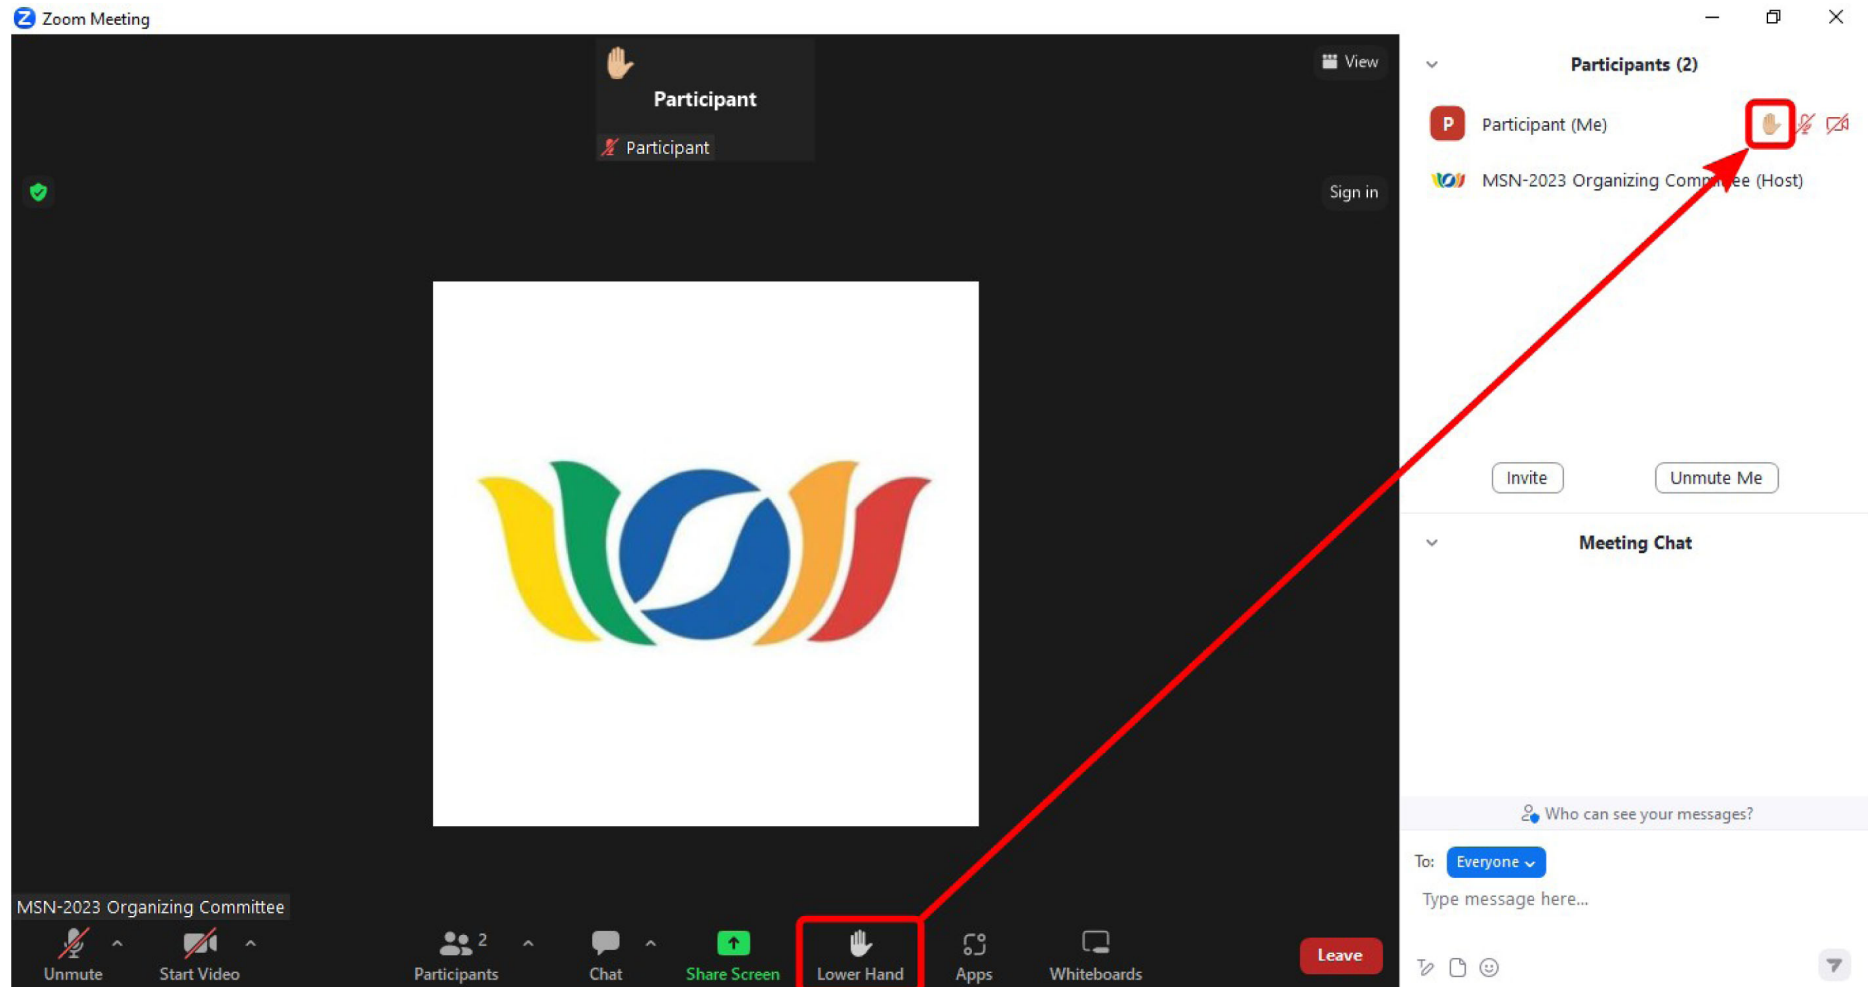 Zoom Meeting
Participant
Participant
View
Sign in
MSN-2023 Organizing Committee
Unmute
Start Video
2
Participants
Chat
Share Screen
Lower Hand
Apps
Whiteboards
Leave
Participants (2)
P
Participant (Me)
MSN-2023 Organizing Committee (Host)
Invite
Unmute Me
Meeting Chat
Who can see your messages?
To: Everyone
Type message here...